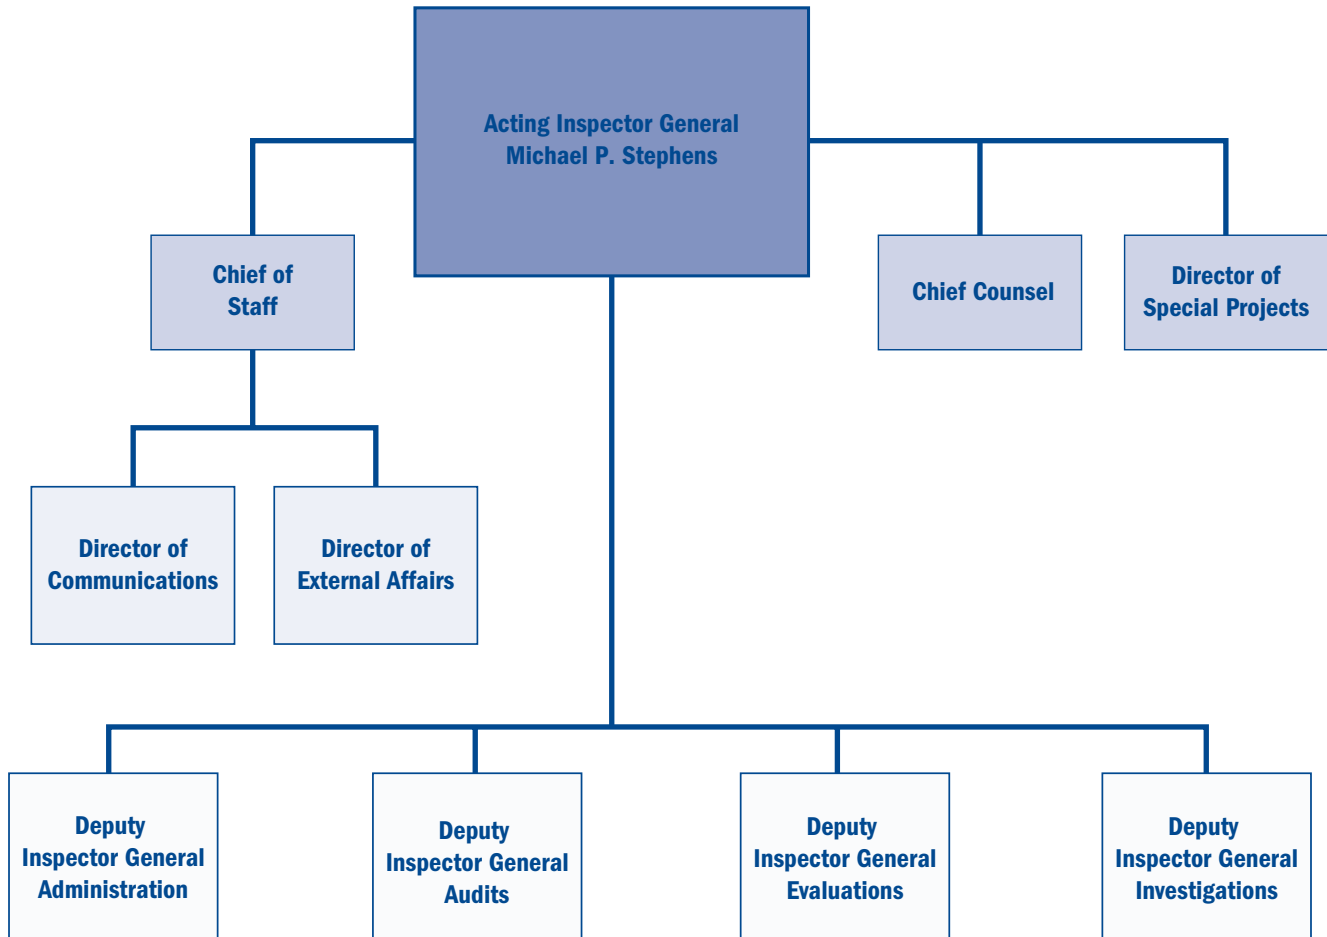 Acting Inspector General
Michael P. Stephens
Chief of
Staff
Chief Counsel
Director of
Special Projects
Director of
Communications
Director of
External Affairs
Deputy
Inspector General
Administration
Deputy
Inspector General
Audits
Deputy
Inspector General
Evaluations
Deputy
Inspector General
Investigations